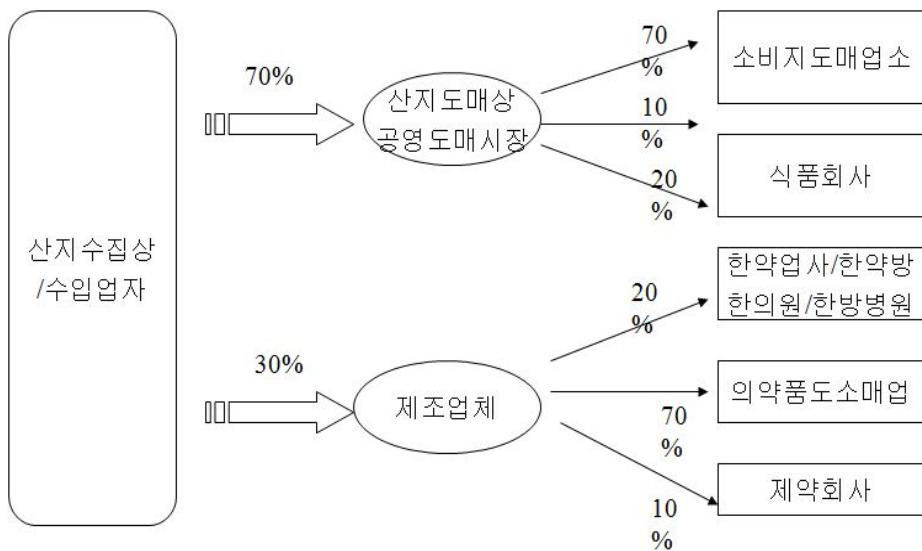 산지수집상
/수입업자
70%
산지도매상
공영도매시장
70
%
소비지도매업소
10
%
20
%
식품회사
30%
제조업체
20
%
한약업사/한약방
한의원/한방병원
70
%
의약품도소매업
10
%
제약회사